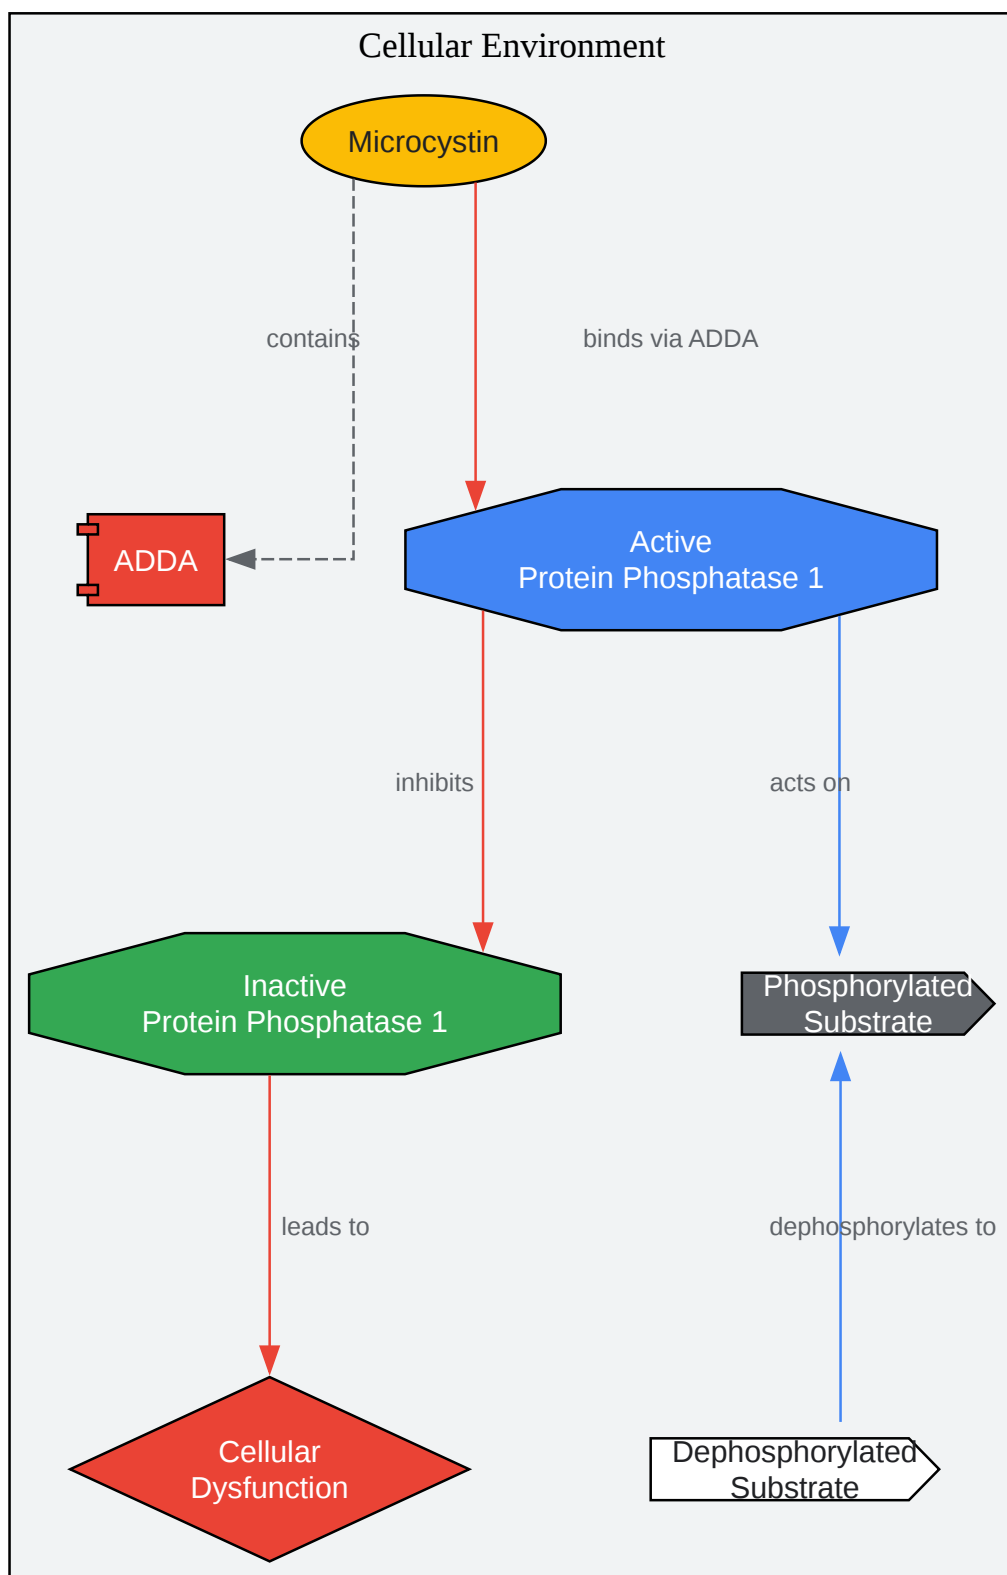 Cellular Environment
Microcystin
contains
binds via ADDA
ADDA
Active
Protein Phosphatase 1
inhibits
acts on
Inactive
Protein Phosphatase 1
Phosphorylated
Substrate
leads to
dephosphorylates to
Cellular
Dysfunction
Dephosphorylated
Substrate